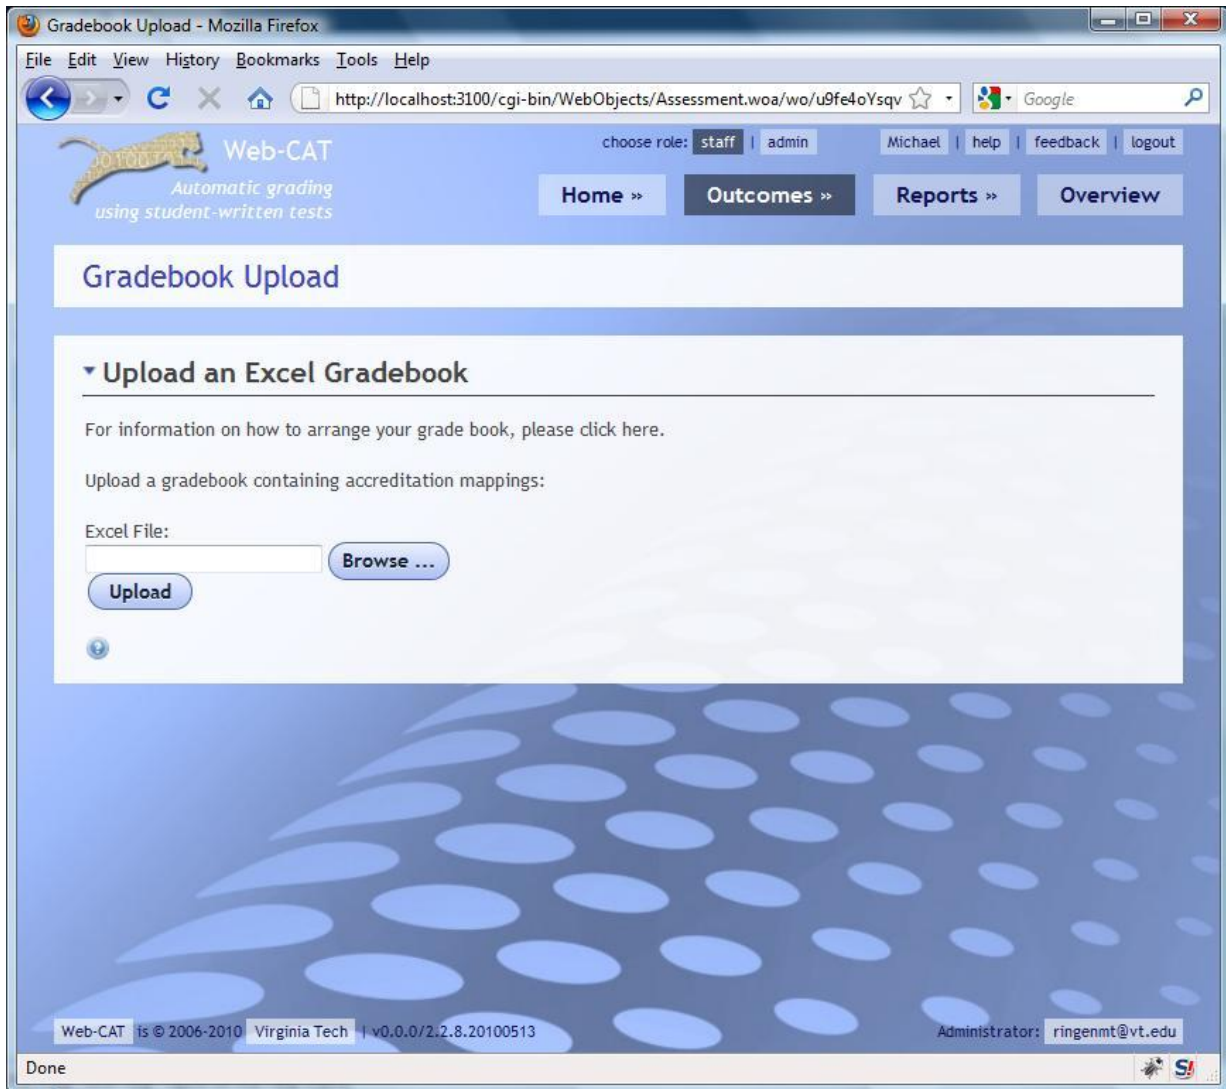 Gradebook Upload - Mozilla Firefox
File Edit View History Bookmarks Tools Help
http://localhost:3100/cgi-bin/WebObjects/Assessment.woa/wo/u9fe4oYsqv
Google
Web-CAT
Automatic grading
using student-written tests
choose role: staff | admin
Michael | help | feedback | logout
Home »
Outcomes »
Reports »
Overview
Gradebook Upload
Upload an Excel Gradebook
For information on how to arrange your grade book, please click here.
Upload a gradebook containing accreditation mappings:
Excel File:
Browse ...
Upload
Web-CAT is © 2006-2010 Virginia Tech | v0.0.0/2.2.8.20100513
Administrator: ringenmt@vt.edu
Done